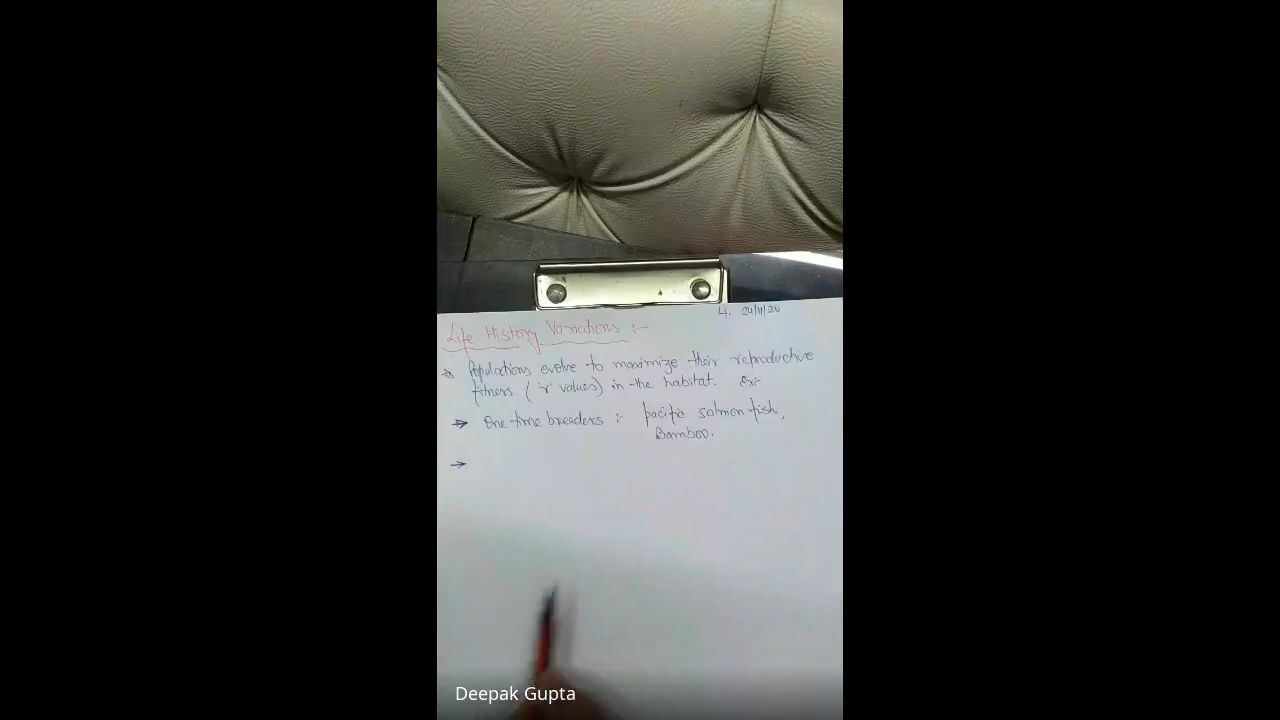 4. 24/11/20
Life History Variations :-
Populations evolve to maximize their reproductive
fitness ('r' values) in the habitat. Ex:-
→ One time breeders :- pacific salmon fish,
Bamboo.
→
Deepak Gupta